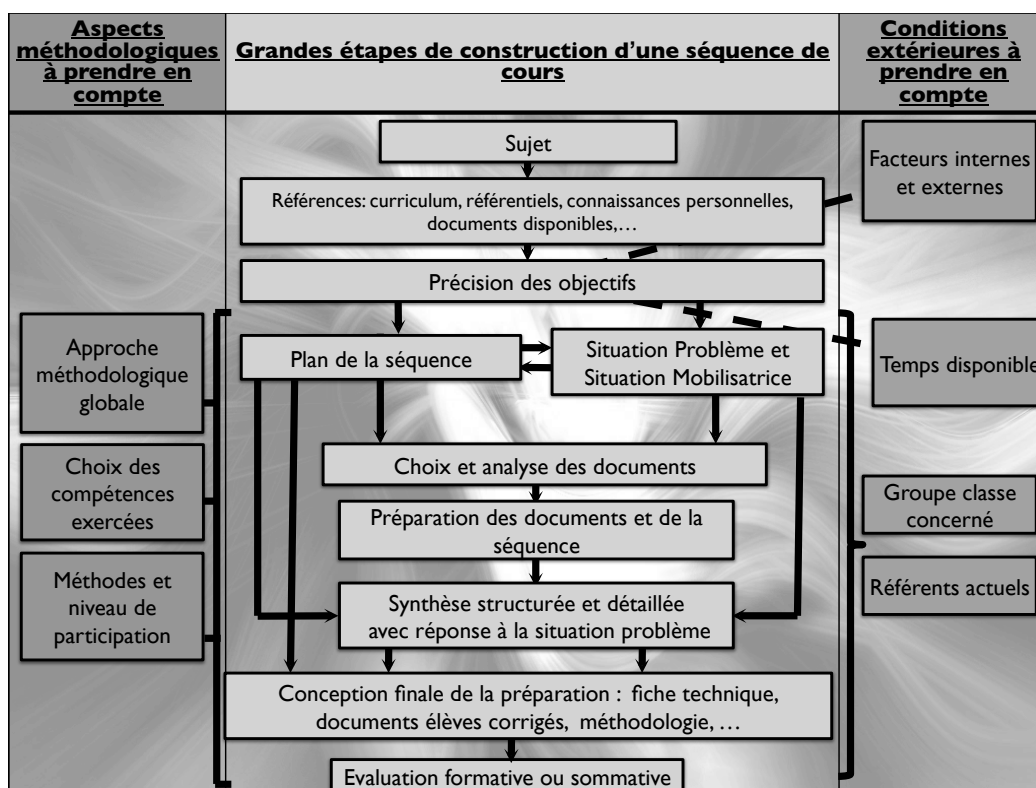 Aspects
méthodologiques
à prendre en
compte
Grandes étapes de construction d’une séquence de
cours
Conditions
extérieures à
prendre en
compte
Sujet
Facteurs internes
et externes
Références: curriculum, référentiels, connaissances personnelles,
documents disponibles,…
Précision des objectifs
Approche
méthodologique
globale
Plan de la séquence
Situation Problème et
Situation Mobilisatrice
Temps disponible
Choix et analyse des documents
Choix des
compétences
exercées
Groupe classe
concerné
Préparation des documents et de la
séquence
Méthodes et
niveau de
participation
Référents actuels
Synthèse structurée et détaillée
avec réponse à la situation problème
Conception finale de la préparation : fiche technique,
documents élèves corrigés, méthodologie, …
Evaluation formative ou sommative